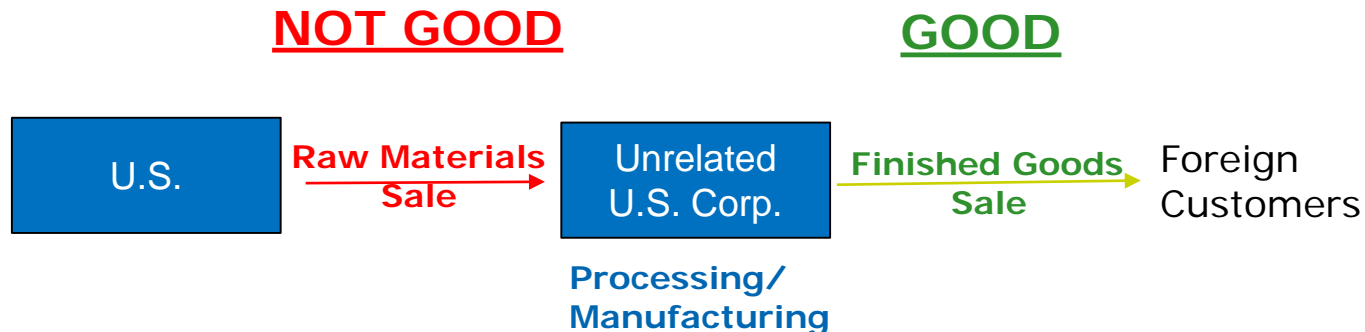 NOT GOOD
GOOD
U.S.
Raw Materials
Sale
Unrelated
U.S. Corp.
Finished Goods
Sale
Foreign
Customers
Processing/
Manufacturing